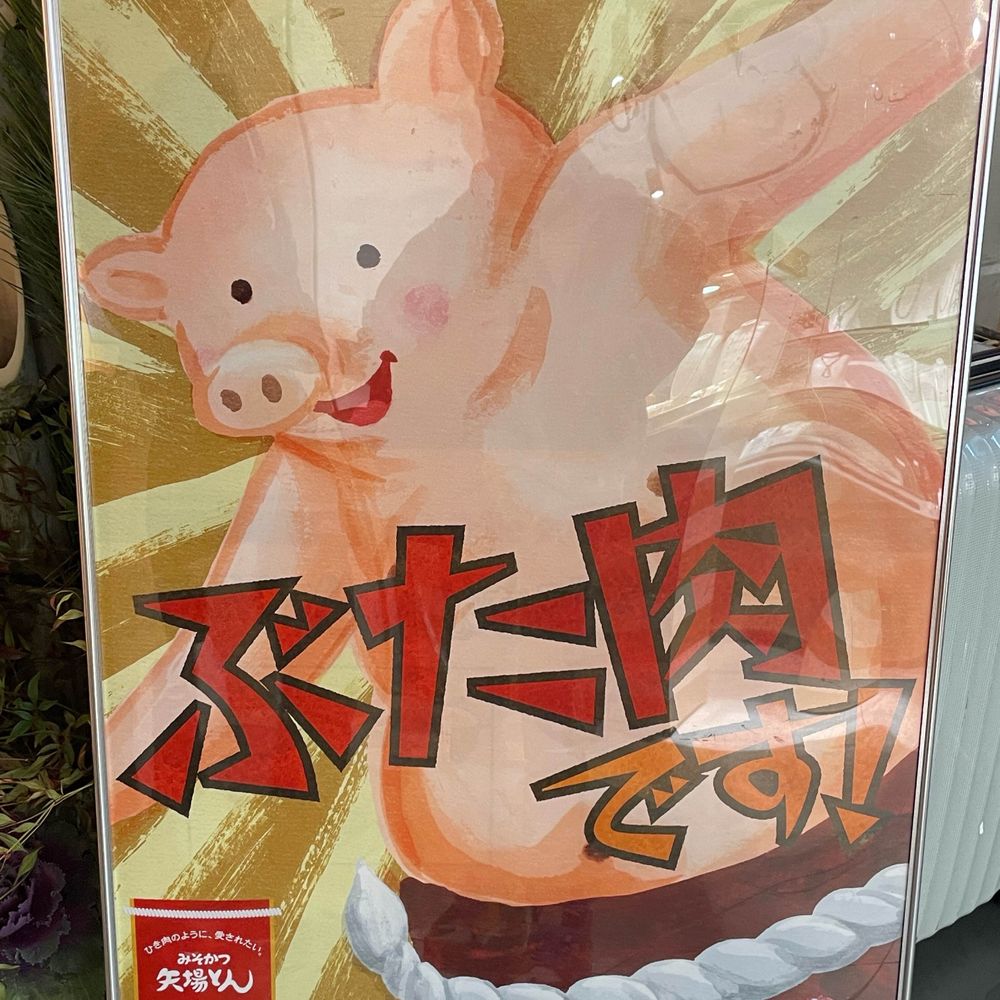 ぶた肉
です!
ひき肉のように、愛されたい。
みそかつ
矢場とん